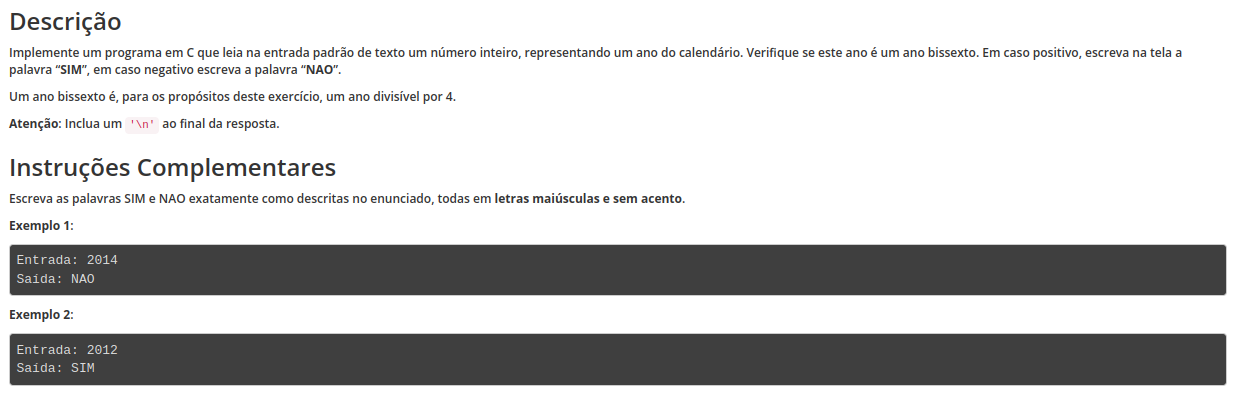 Descrição
Implemente um programa em C que leia na entrada padrão de texto um número inteiro, representando um ano do calendário. Verifique se este ano é um ano bissexto. Em caso positivo, escreva na tela a
palavra “SIM”, em caso negativo escreva a palavra “NAO”.
Um ano bissexto é, para os propósitos deste exercício, um ano divisível por 4.
Atenção: Inclua um '\n' ao final da resposta.
Instruções Complementares
Escreva as palavras SIM e NAO exatamente como descritas no enunciado, todas em letras maiúsculas e sem acento.
Exemplo 1:
Entrada: 2014
Saída: NAO
Exemplo 2:
Entrada: 2012
Saída: SIM